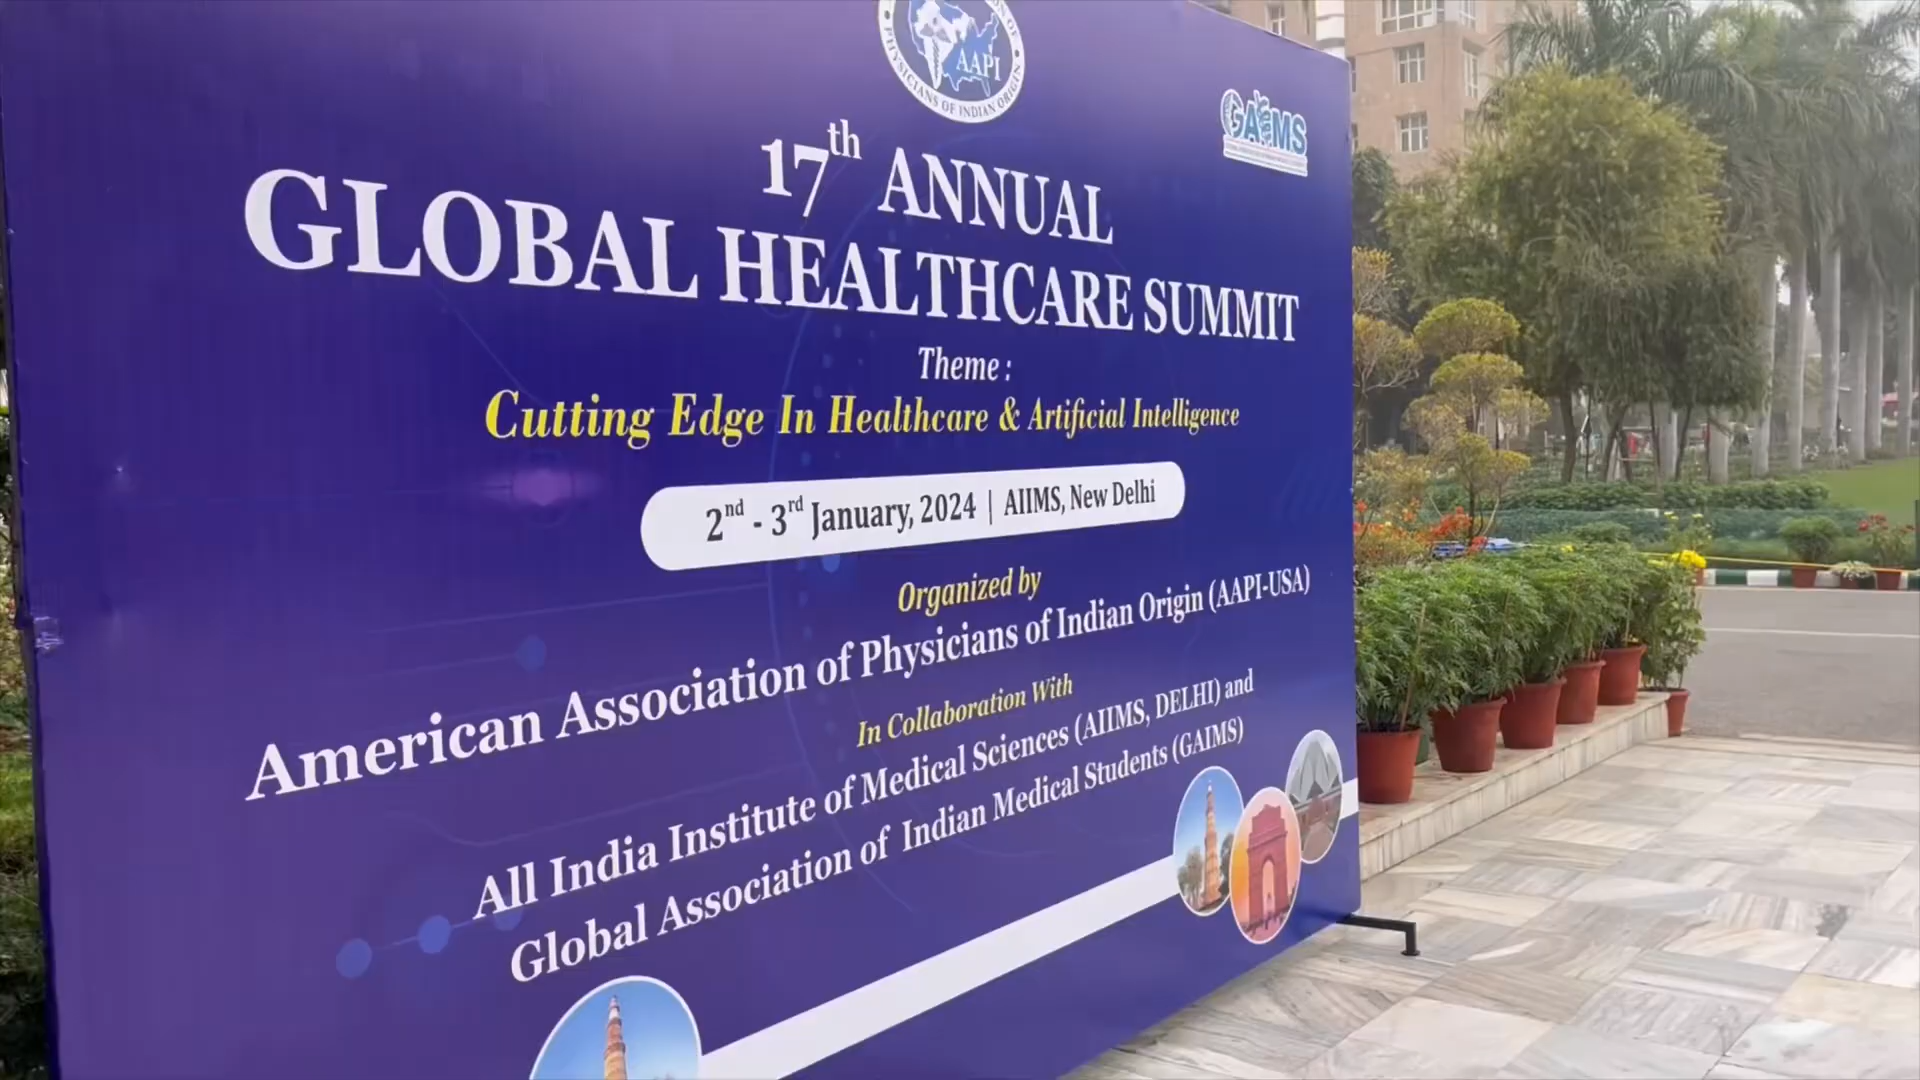 PHYSICIANS OF INDIAN ORIGIN
AAPI
GAIMS
17th ANNUAL
GLOBAL HEALTHCARE SUMMIT
Theme :
Cutting Edge In Healthcare & Artificial Intelligence
2nd - 3rd January, 2024 | AIIMS, New Delhi
Organized by
American Association of Physicians of Indian Origin (AAPI-USA)
In Collaboration With
All India Institute of Medical Sciences (AIIMS, DELHI) and
Global Association of Indian Medical Students (GAIMS)